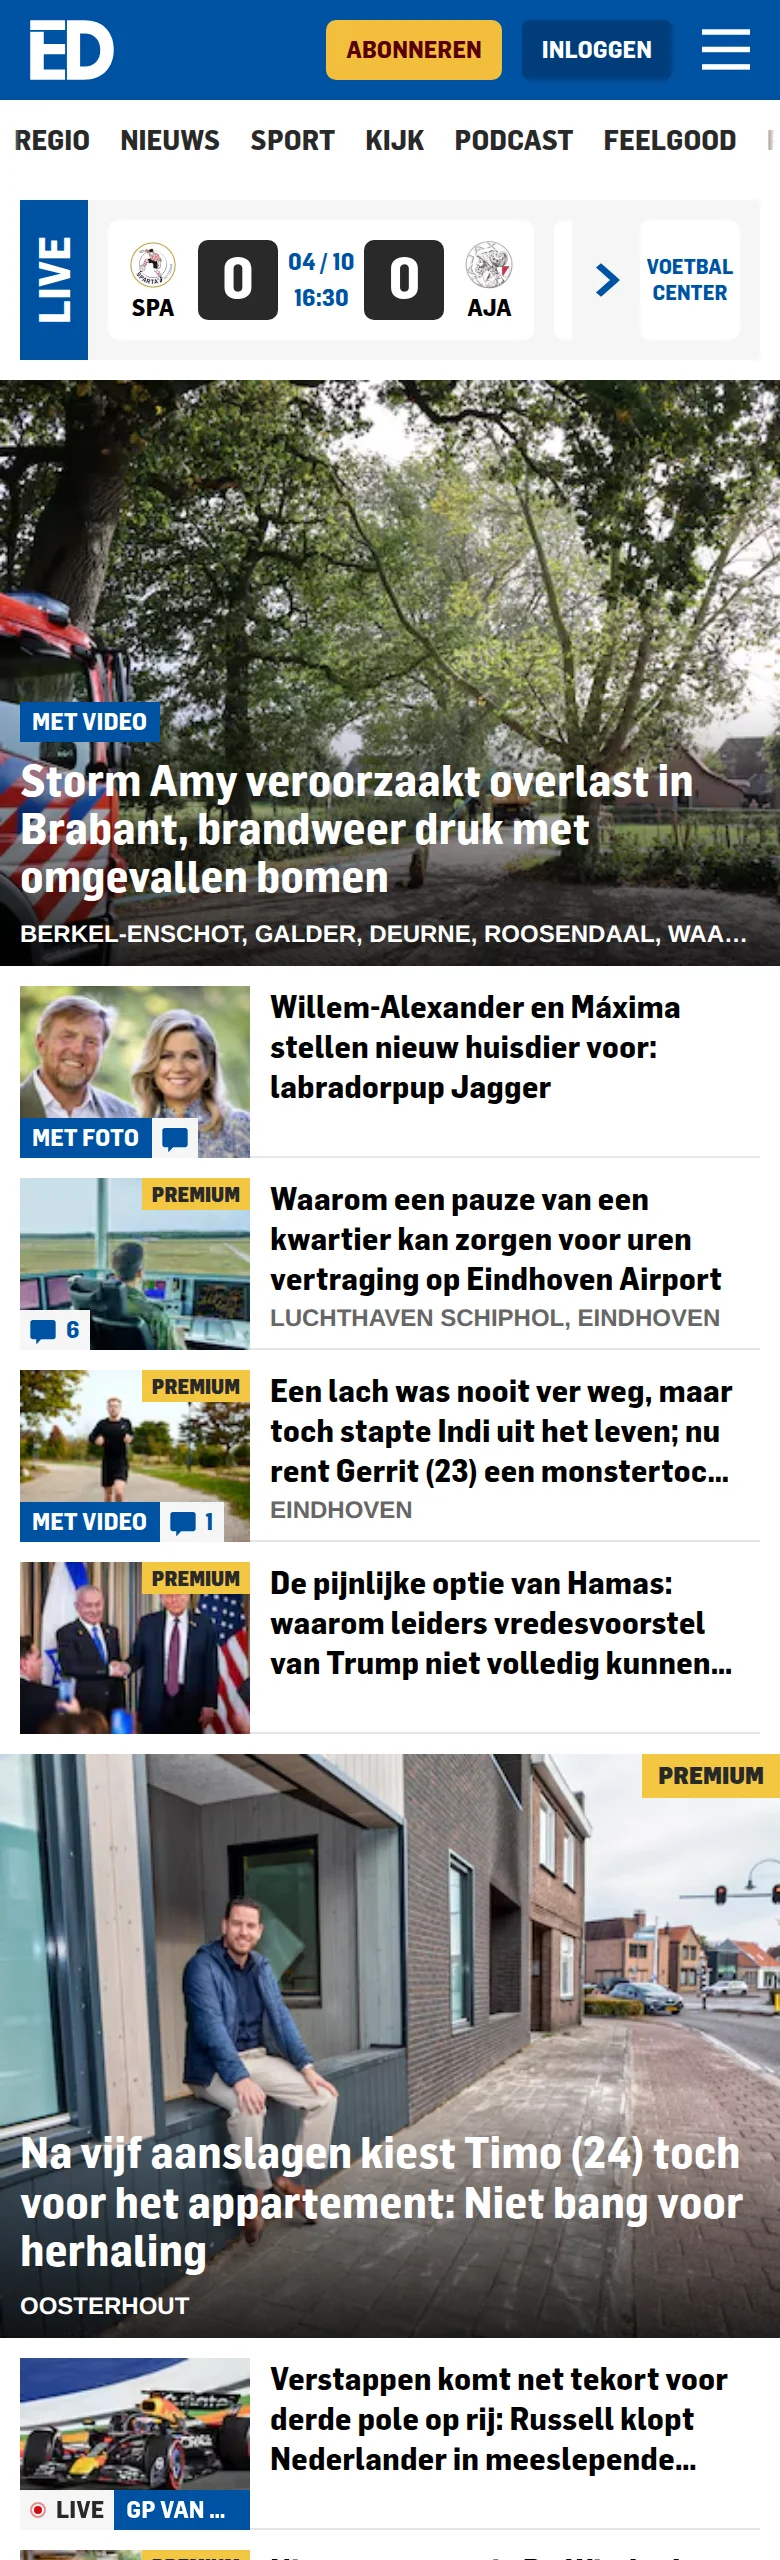 ED
ABONNEREN
INLOGGEN
REGIO NIEUWS SPORT KIJK PODCAST FEELGOOD
LIVE
SPARTA
SPA
0
04 / 10
16:30
0
AJA
VOETBAL
CENTER
MET VIDEO
Storm Amy veroorzaakt overlast in
Brabant, brandweer druk met
omgevallen bomen
BERKEL-ENSCHOT, GALDER, DEURNE, ROOSENDAAL, WAA…
Willem-Alexander en Máxima
stellen nieuw huisdier voor:
labradorpup Jagger
MET FOTO
PREMIUM
Waarom een pauze van een
kwartier kan zorgen voor uren
vertraging op Eindhoven Airport
LUCHTHAVEN SCHIPHOL, EINDHOVEN
6
PREMIUM
Een lach was nooit ver weg, maar
toch stapte Indi uit het leven; nu
rent Gerrit (23) een monstertoc...
EINDHOVEN
MET VIDEO
1
PREMIUM
De pijnlijke optie van Hamas:
waarom leiders vredesvoorstel
van Trump niet volledig kunnen...
PREMIUM
Na vijf aanslagen kiest Timo (24) toch
voor het appartement: Niet bang voor
herhaling
OOSTERHOUT
Verstappen komt net tekort voor
derde pole op rij: Russell klopt
Nederlander in meeslepende...
LIVE
GP VAN ...